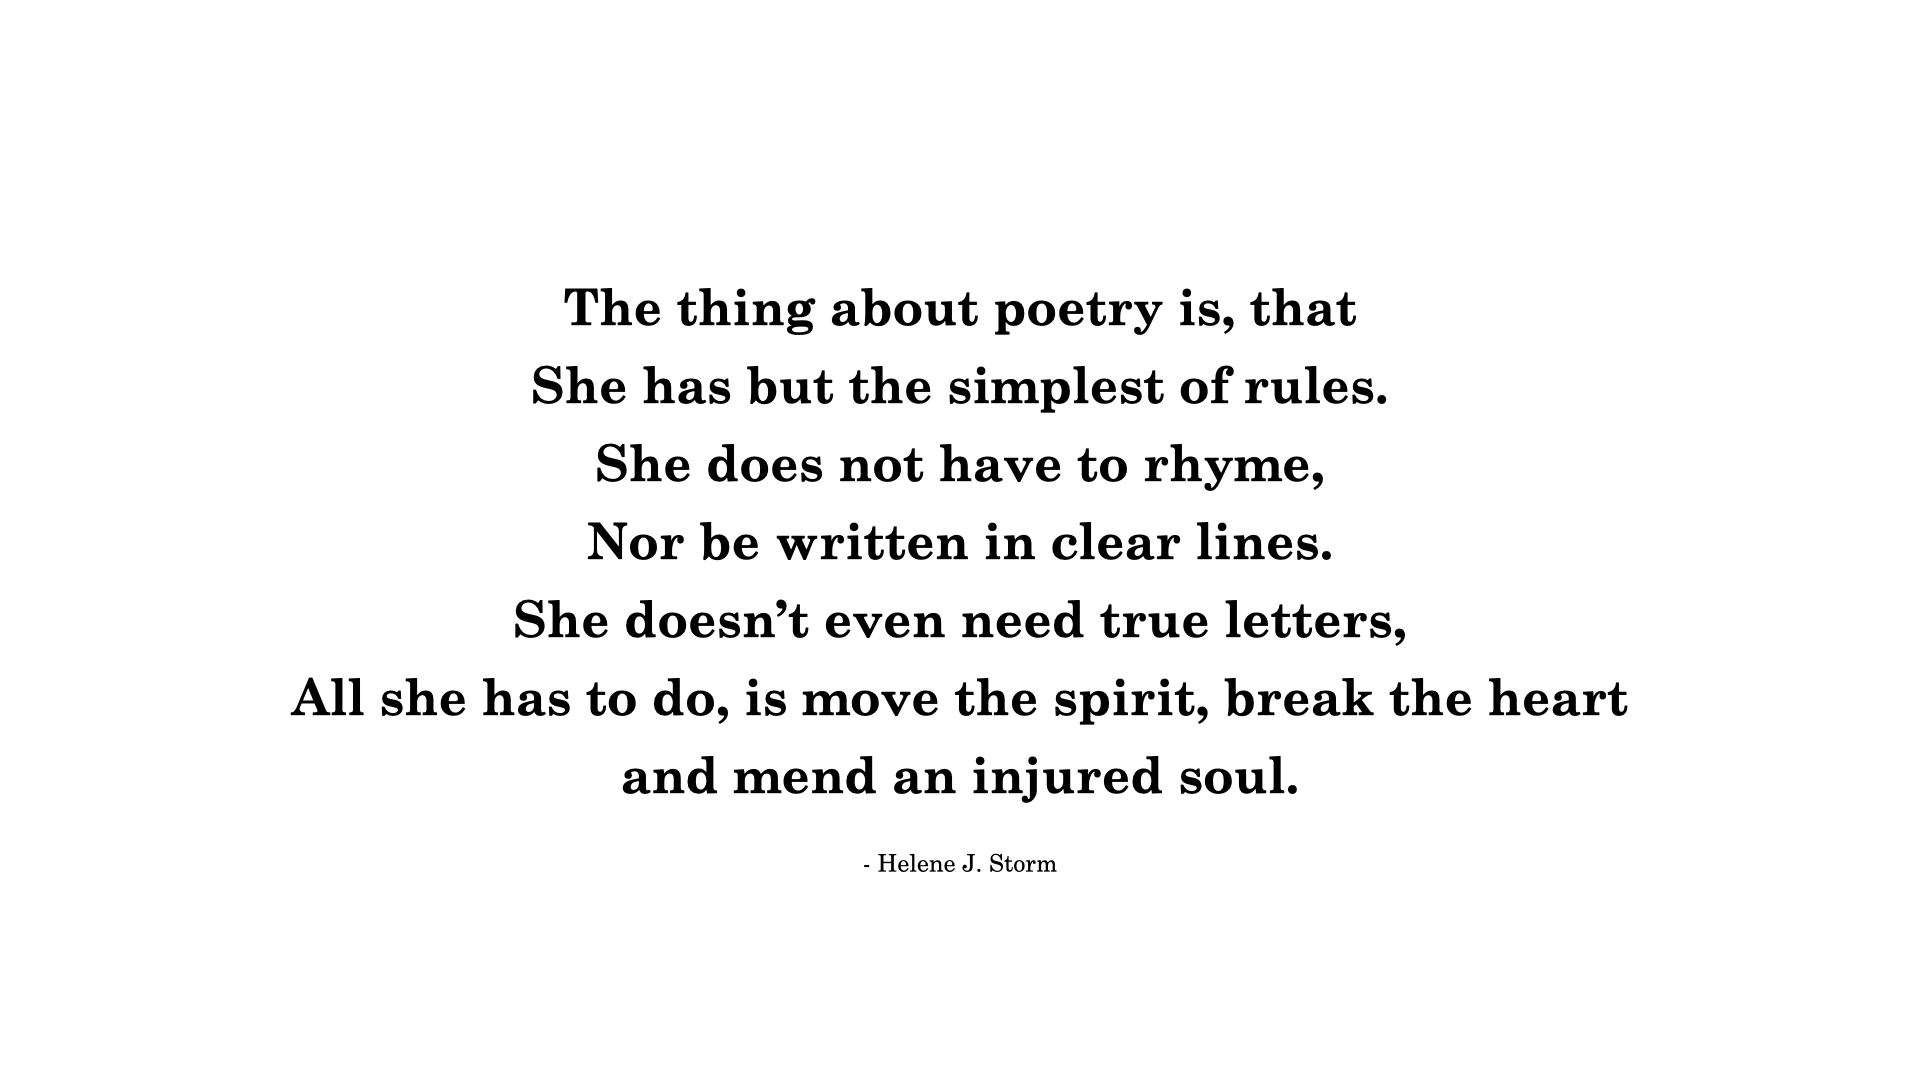 The thing about poetry is, that
She has but the simplest of rules.
She does not have to rhyme,
Nor be written in clear lines.
She doesn’t even need true letters,
All she has to do, is move the spirit, break the heart
and mend an injured soul.
- Helene J. Storm